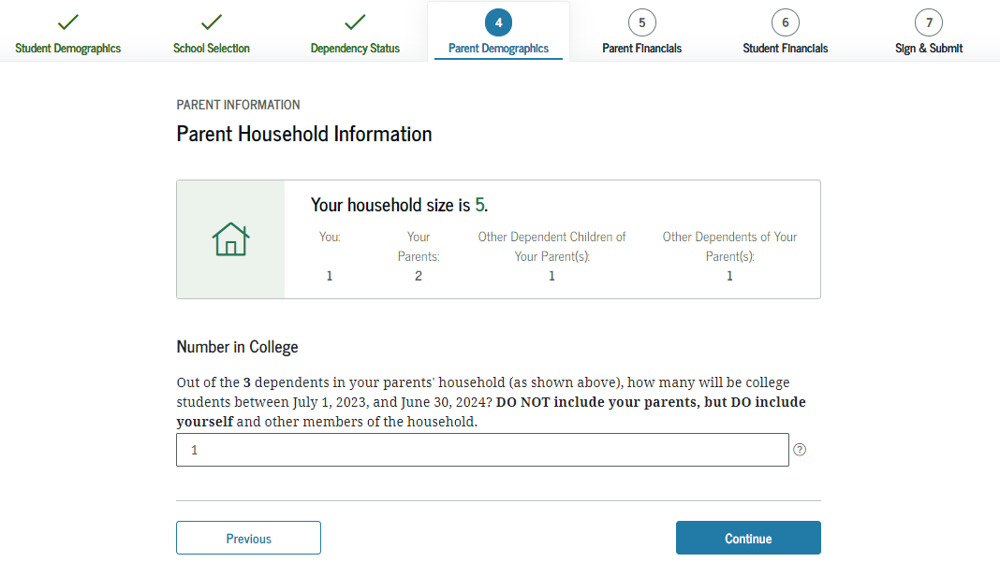 4 5 6 7
Student Demographics School Selection Dependency Status Parent Demographics Parent Financials Student Financials Sign & Submit
PARENT INFORMATION
Parent Household Information
Your household size is 5.
You: Your Other Dependent Children of Other Dependents of Your
Parents: Your Parent(s): Parent(s):
1 2 1 1
Number in College
Out of the 3 dependents in your parents' household (as shown above), how many will be college
students between July 1, 2023, and June 30, 2024? DO NOT include your parents, but DO include
yourself and other members of the household.
1 ?
Previous Continue